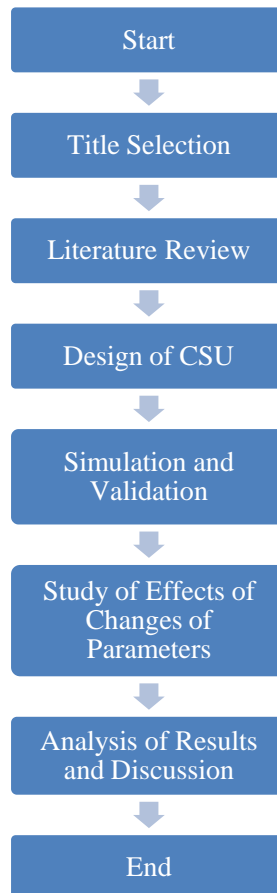 Start
Title Selection
Literature Review
Design of CSU
Simulation and
Validation
Study of Effects of
Changes of
Parameters
Analysis of Results
and Discussion
End